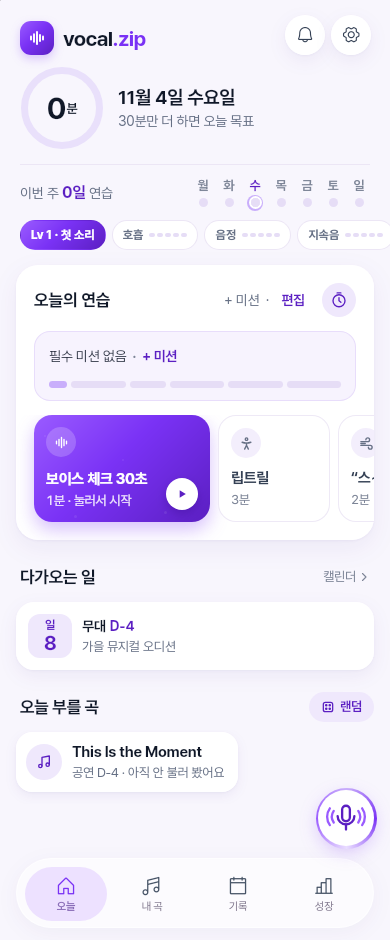 vocal.zip
0분
11월 4일 수요일
30분만 더 하면 오늘 목표
이번 주 0일 연습
월 화 수 목 금 토 일
Lv 1 · 첫 소리 호흡 음정 지속음
오늘의 연습 + 미션 · 편집
필수 미션 없음 · + 미션
보이스 체크 30초
1분 · 눌러서 시작
립트릴
3분
2분
다가오는 일 캘린더
일
8
무대 D-4
가을 뮤지컬 오디션
오늘 부를 곡 랜덤
This Is the Moment
공연 D-4 · 아직 안 불러 봤어요
오늘 내 곡 기록 성장